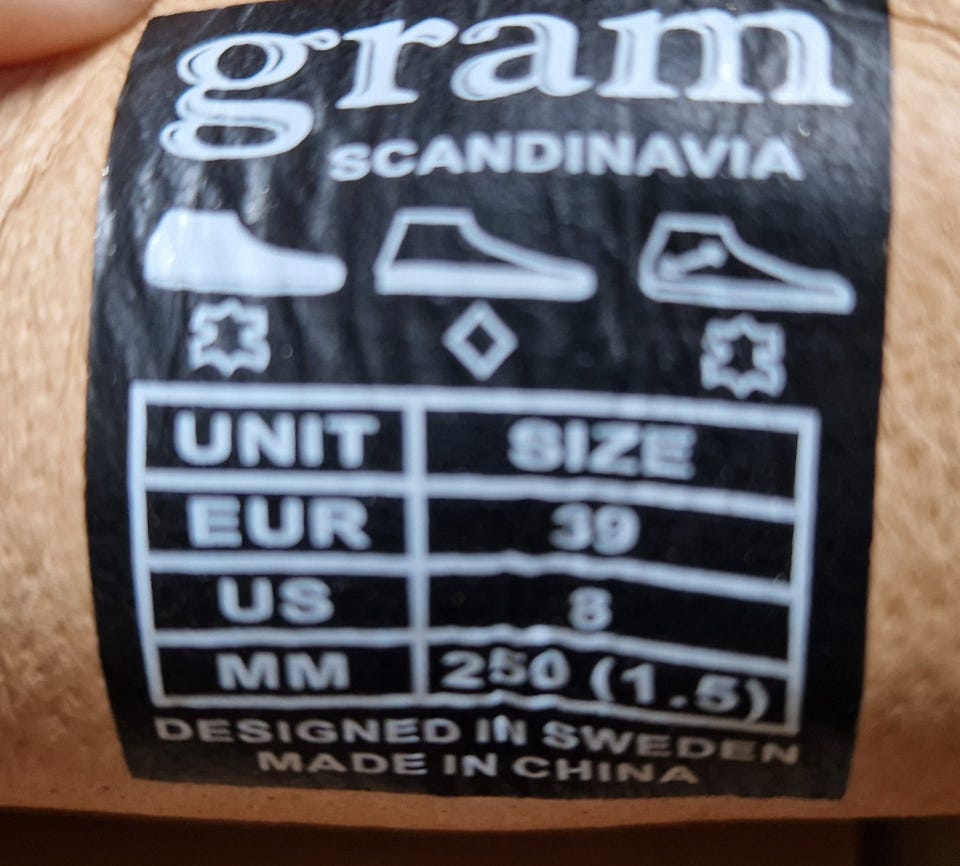 gram
SCANDINAVIA
UNIT SIZE
EUR 39
US 8
MM 250 (1.5)
DESIGNED IN SWEDEN
MADE IN CHINA